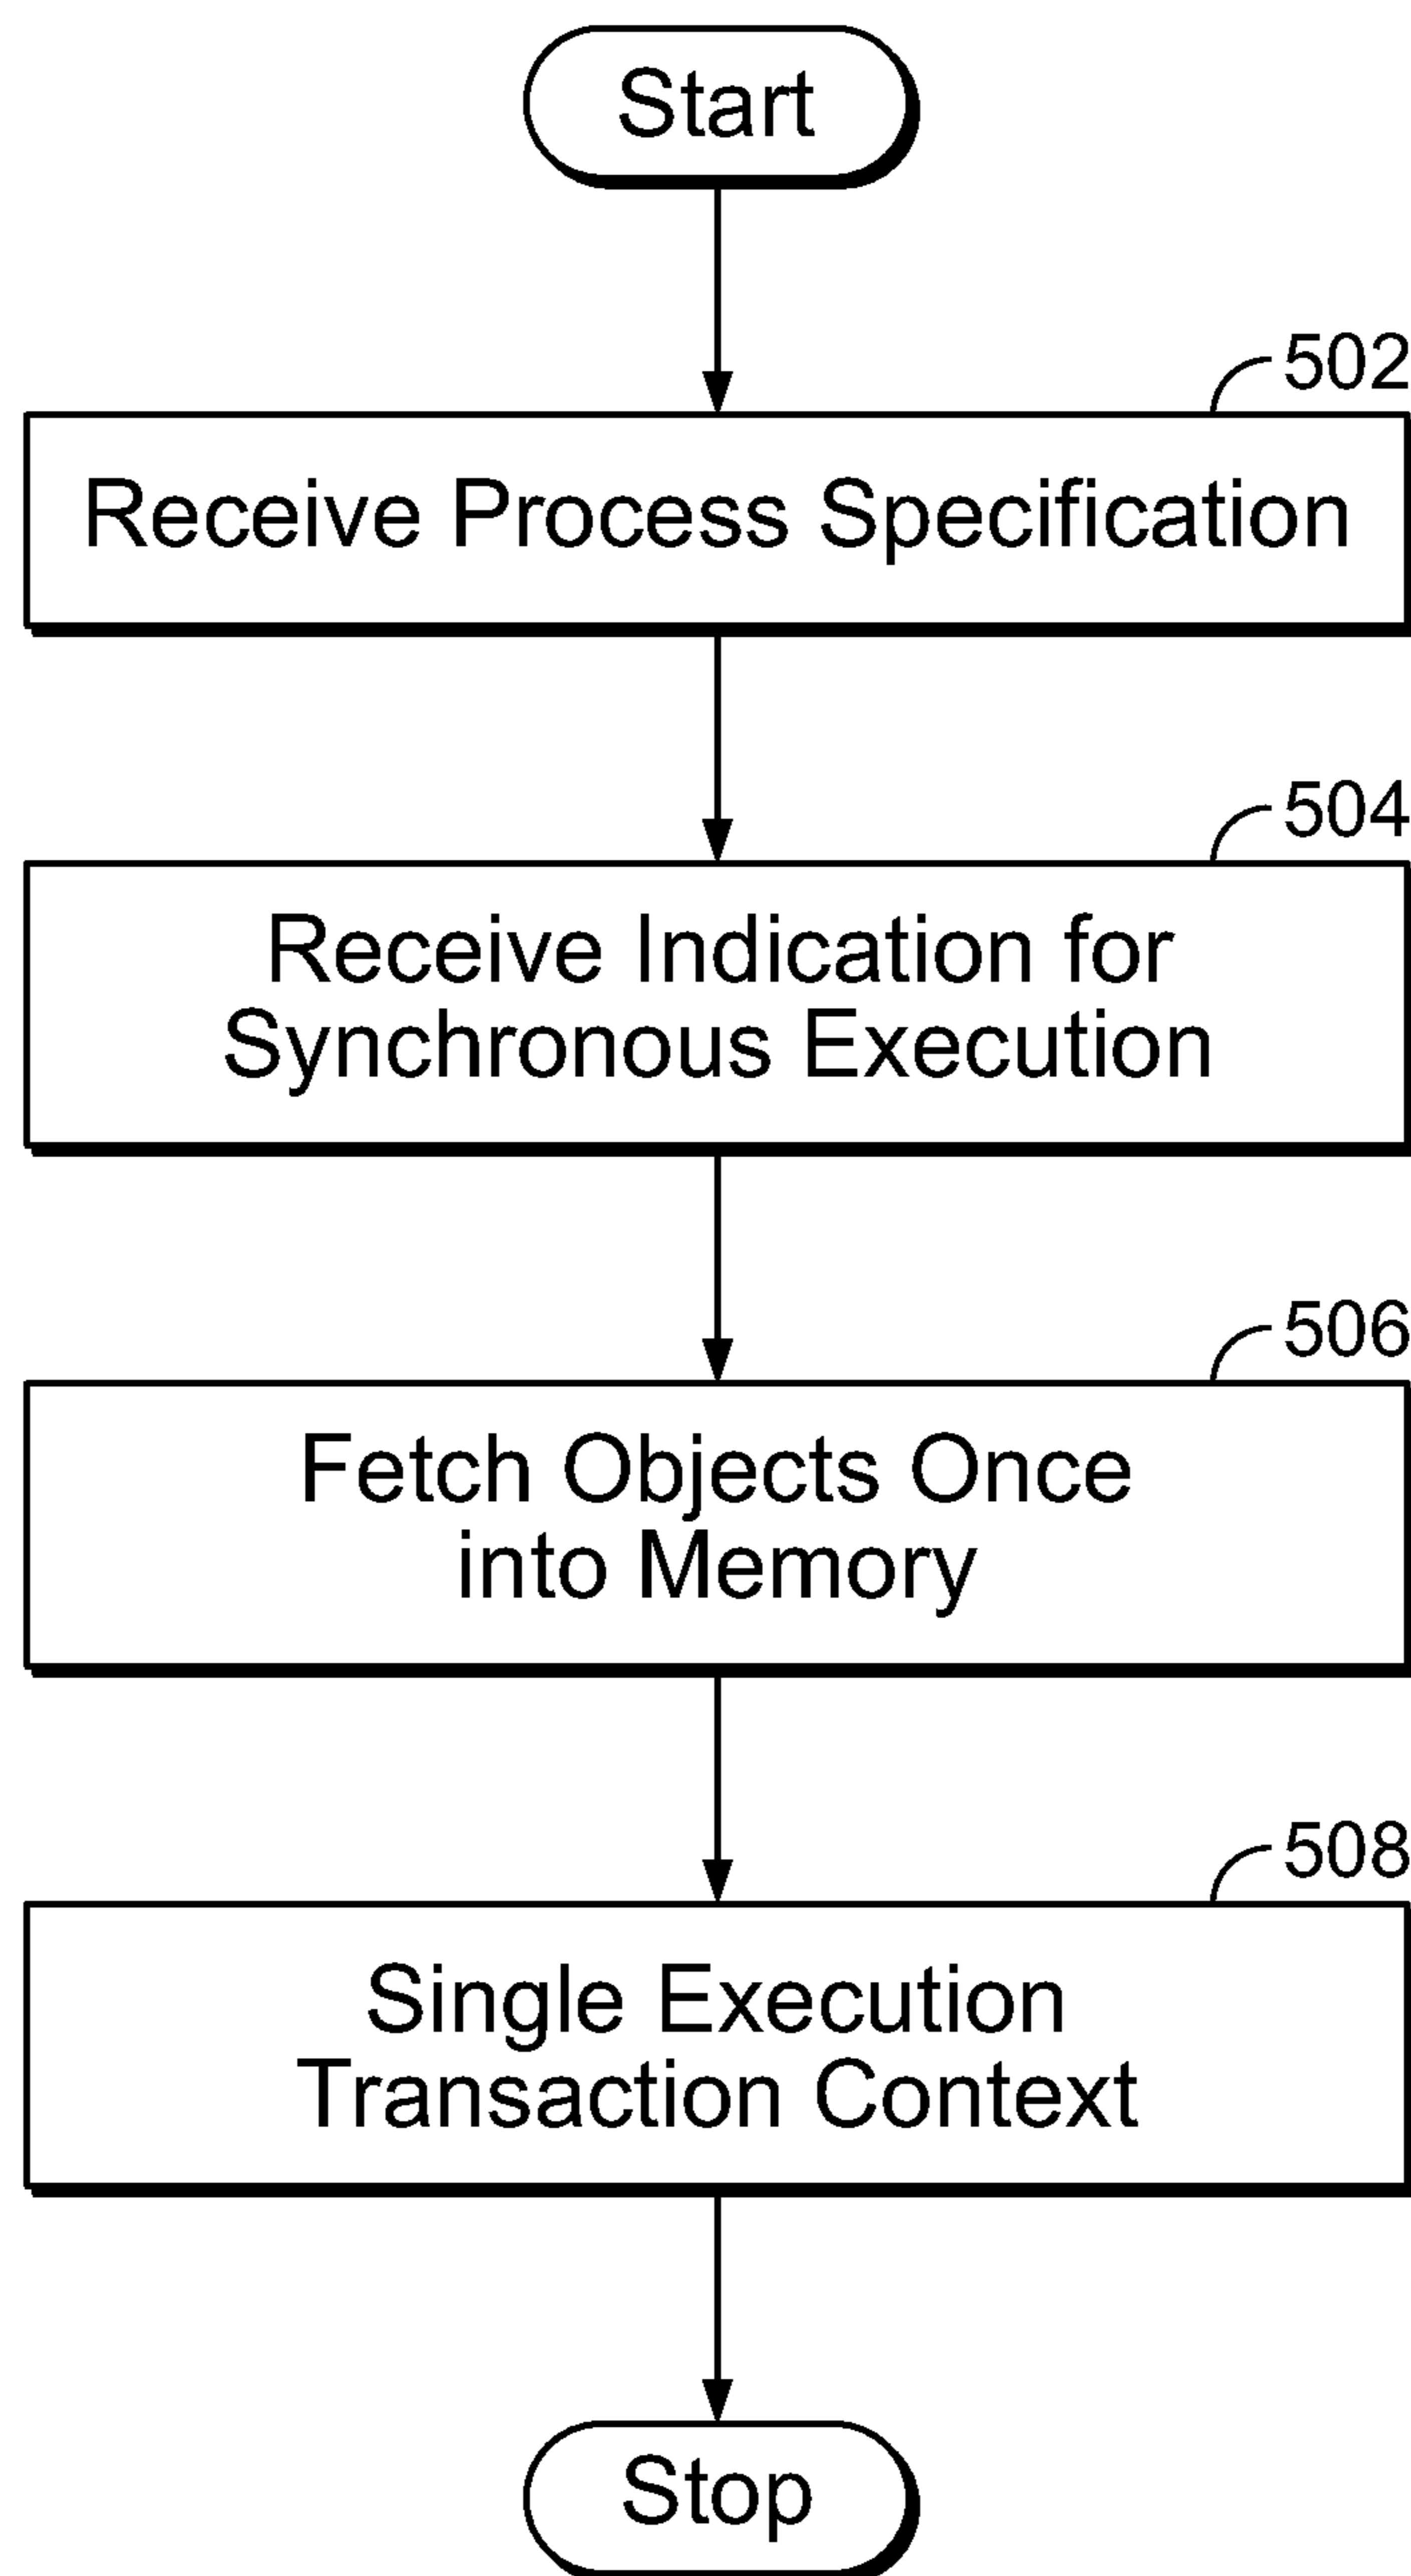 Start
502
Receive Process Specification
504
Receive Indication for
Synchronous Execution
506
Fetch Objects Once
into Memory
508
Single Execution
Transaction Context
Stop